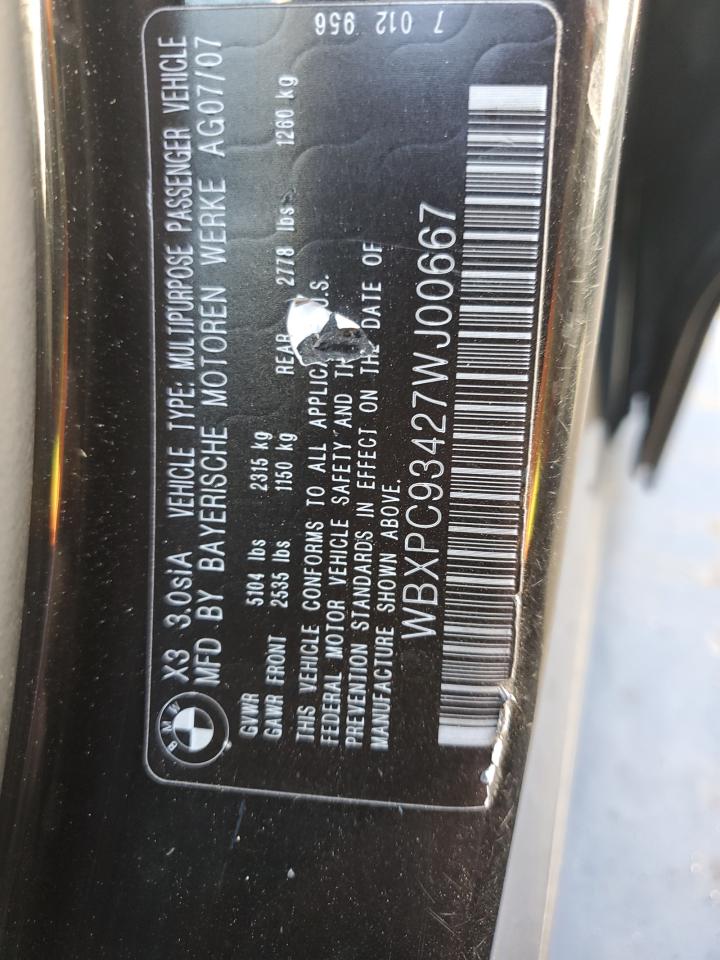 BMW
X3 3.0siA VEHICLE TYPE: MULTIPURPOSE PASSENGER VEHICLE
MFD BY BAYERISCHE MOTOREN WERKE AG07/07
GVWR 5104 lbs 2315 kg
GAWR FRONT 2535 lbs 1150 kg REAR 2778 lbs 1260 kg
THIS VEHICLE CONFORMS TO ALL U.S.
FEDERAL MOTOR VEHICLE SAFETY AND
PREVENTION STANDARDS IN EFFECT ON THE DATE OF
MANUFACTURE SHOWN ABOVE.
WBXPC93427WJ00667
7 012 956